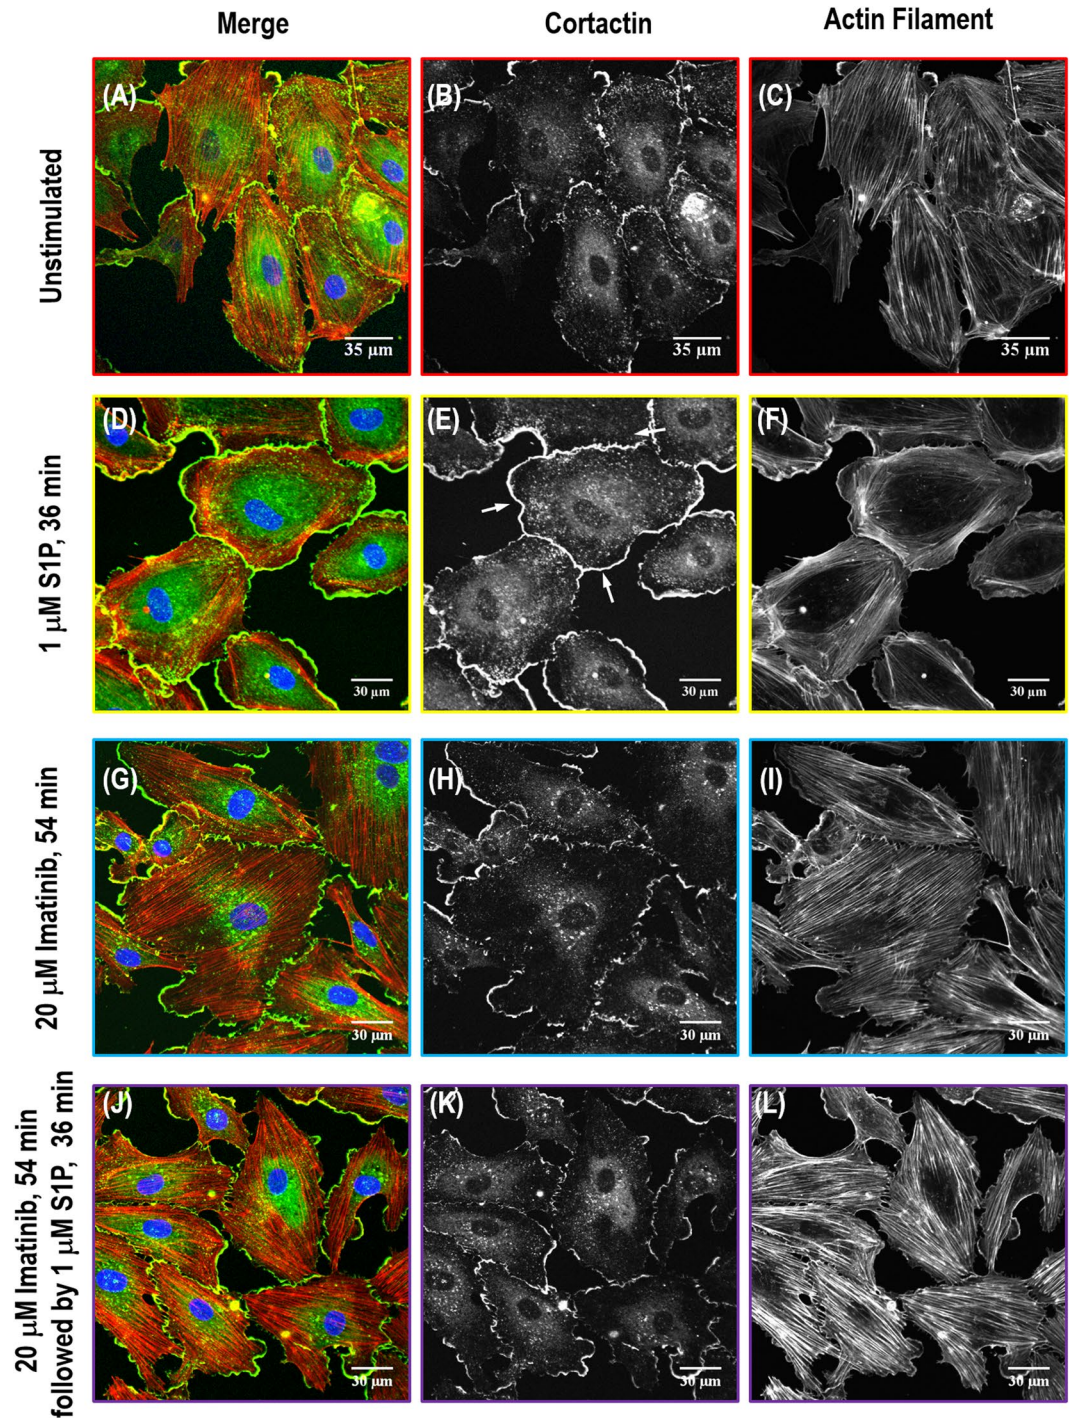 Merge
Cortactin
Actin Filament
Unstimulated
(A)
35 µm
(B)
35 µm
(C)
35 µm
1 µM S1P, 36 min
(D)
(E)
30 µm
(F)
30 µm
30 µm
20 µM Imatinib, 54 min
(G)
30 µm
(H)
30 µm
(I)
30 µm
20 µM Imatinib, 54 min
followed by 1 µM S1P, 36 min
(J)
30 µm
(K)
30 µm
(L)
30 µm